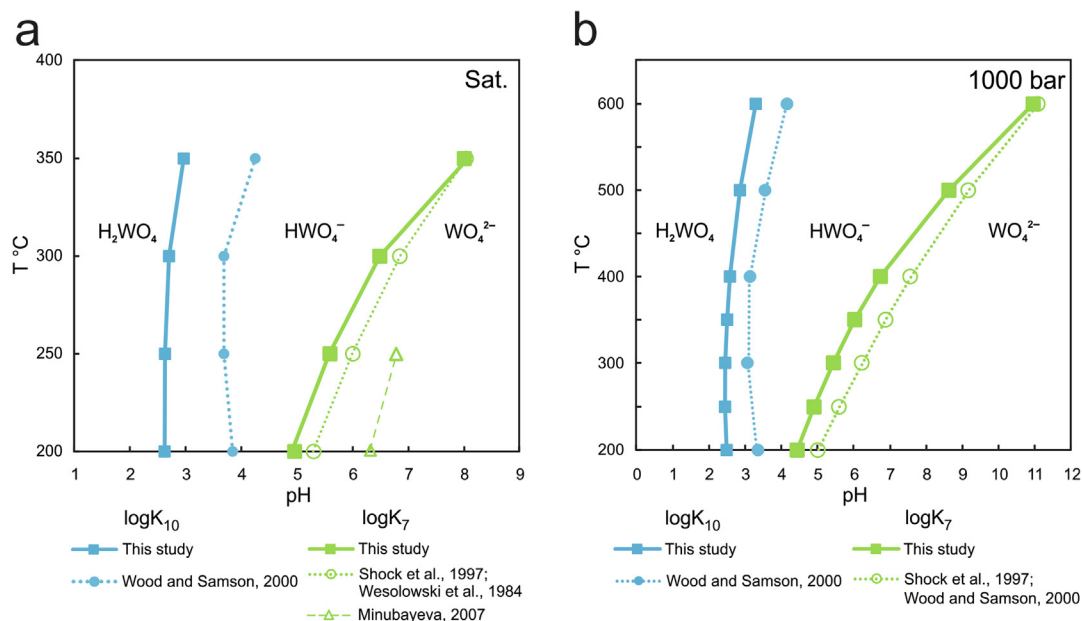 a
Sat.
400
350
300
250
200
T °C
H₂WO₄
HWO₄⁻
WO₄²⁻
1 2 3 4 5 6 7 8 9
pH
logK₁₀
This study
Wood and Samson, 2000
logK₇
This study
Shock et al., 1997;
Wesolowski et al., 1984
Minubayeva, 2007
b
1000 bar
600
500
400
300
200
T °C
H₂WO₄
HWO₄⁻
WO₄²⁻
0 1 2 3 4 5 6 7 8 9 10 11 12
pH
logK₁₀
This study
Wood and Samson, 2000
logK₇
This study
Shock et al., 1997;
Wood and Samson, 2000